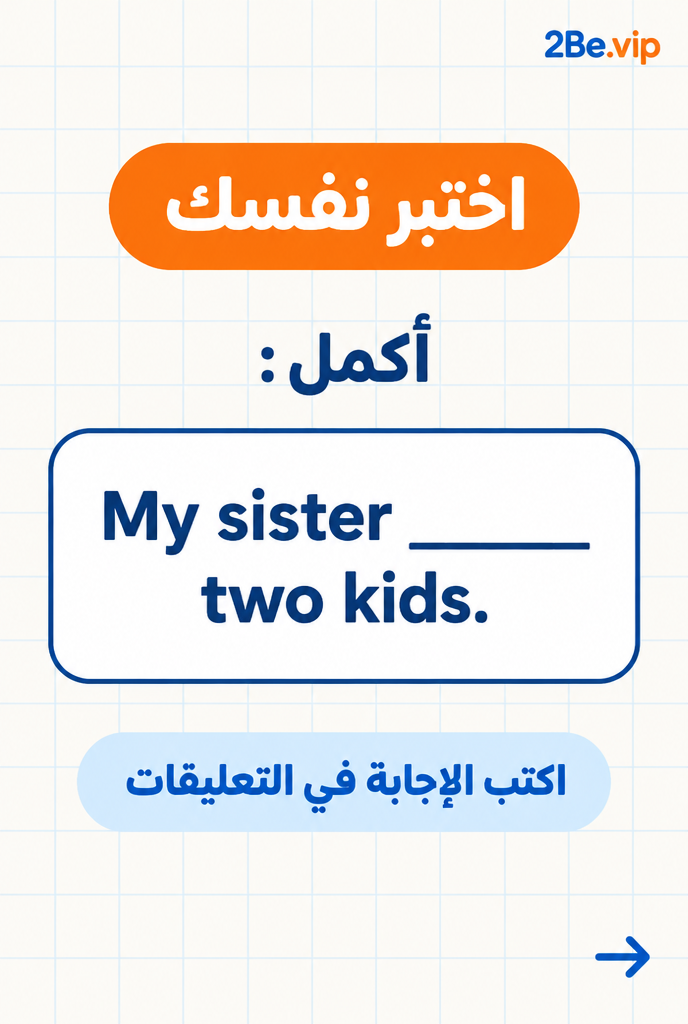 2Be.vip
اختبر نفسك
أكمل :
My sister ______
two kids.
اكتب الإجابة في التعليقات